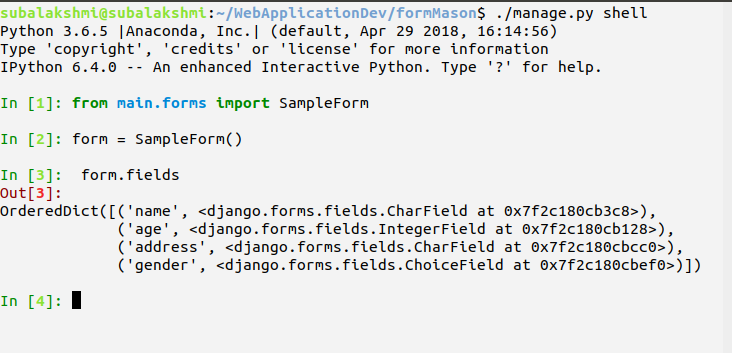 subalakshmi@subalakshmi:~/WebApplicationDev/formMason$ ./manage.py shell
Python 3.6.5 |Anaconda, Inc.| (default, Apr 29 2018, 16:14:56)
Type 'copyright', 'credits' or 'license' for more information
IPython 6.4.0 -- An enhanced Interactive Python. Type '?' for help.
In [1]: from main.forms import SampleForm
In [2]: form = SampleForm()
In [3]:  form.fields
Out[3]:
OrderedDict([('name', <django.forms.fields.CharField at 0x7f2c180cb3c8>),
             ('age', <django.forms.fields.IntegerField at 0x7f2c180cb128>),
             ('address', <django.forms.fields.CharField at 0x7f2c180cbcc0>),
             ('gender', <django.forms.fields.ChoiceField at 0x7f2c180cbef0>)])
In [4]: